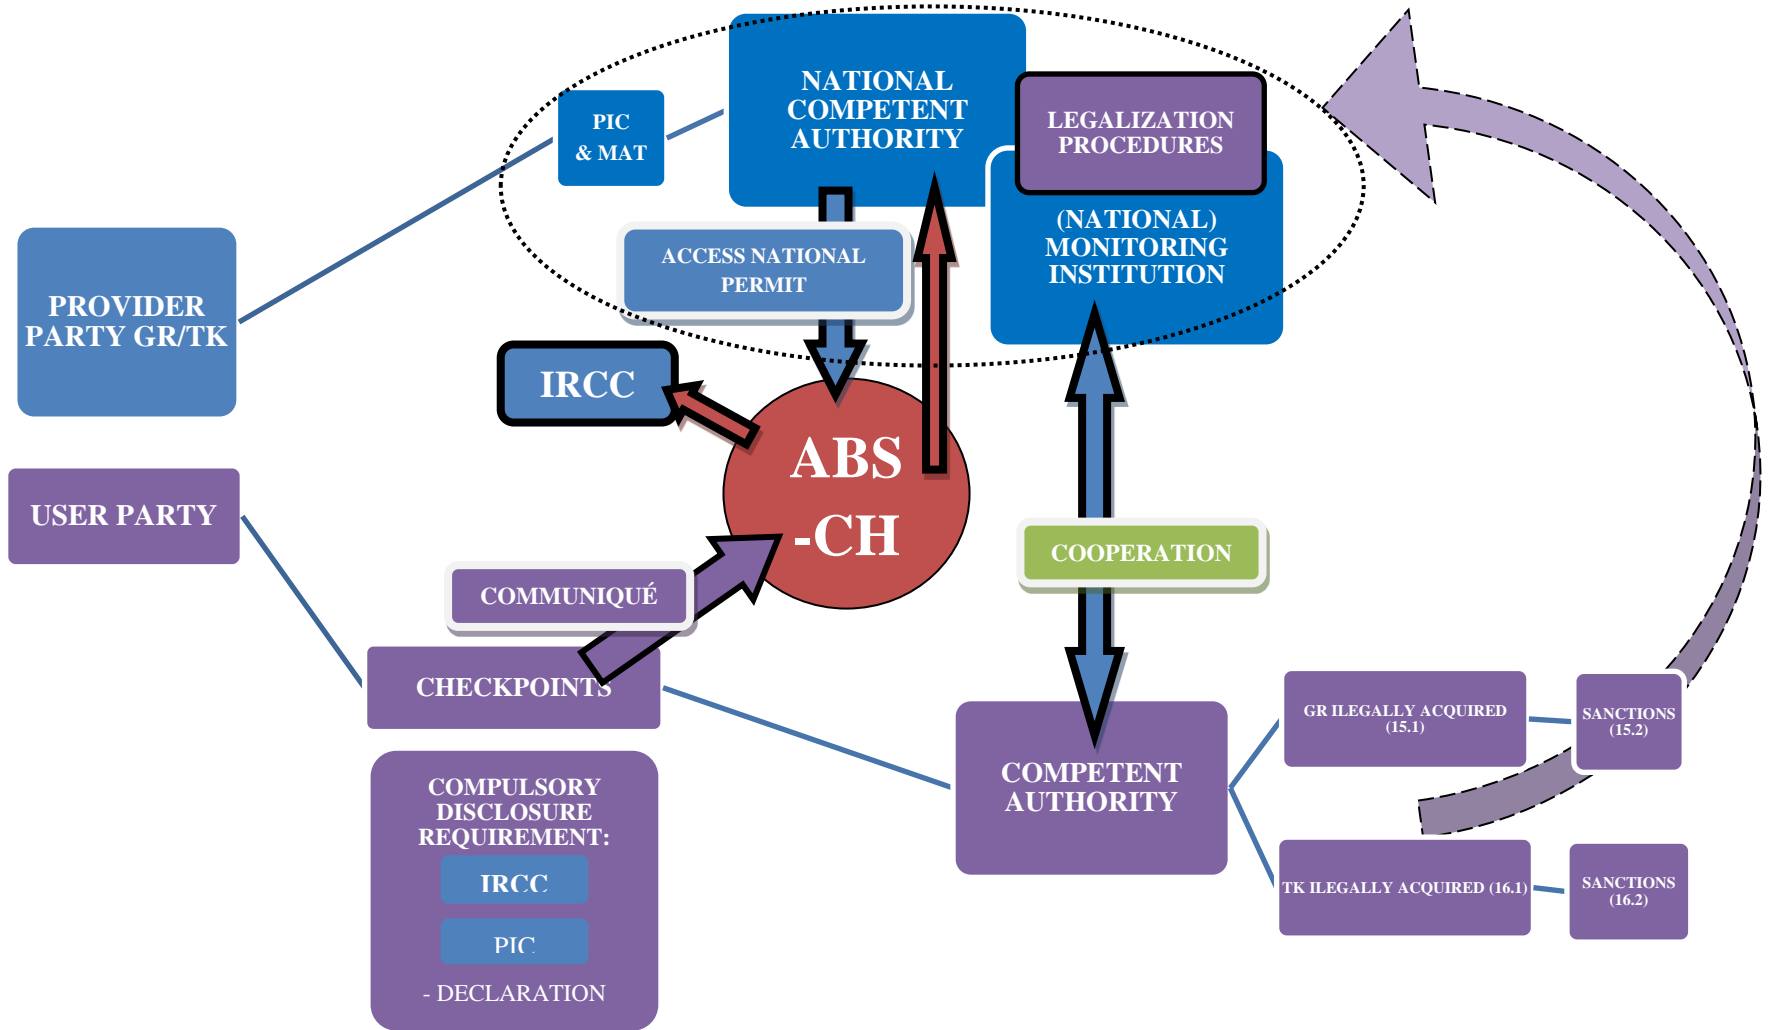 NATIONAL
COMPETENT
AUTHORITY
LEGALIZATION
PROCEDURES
PIC
& MAT
(NATIONAL)
MONITORING
INSTITUTION
ACCESS NATIONAL
PERMIT
PROVIDER
PARTY GR/TK
IRCC
ABS
-CH
USER PARTY
COOPERATION
COMMUNIQUÉ
CHECKPOINTS
GR ILEGALLY ACQUIRED
(15.1)
SANCTIONS
(15.2)
COMPETENT
AUTHORITY
COMPULSORY
DISCLOSURE
REQUIREMENT:
IRCC
PIC
- DECLARATION
TK ILEGALLY ACQUIRED (16.1)
SANCTIONS
(16.2)